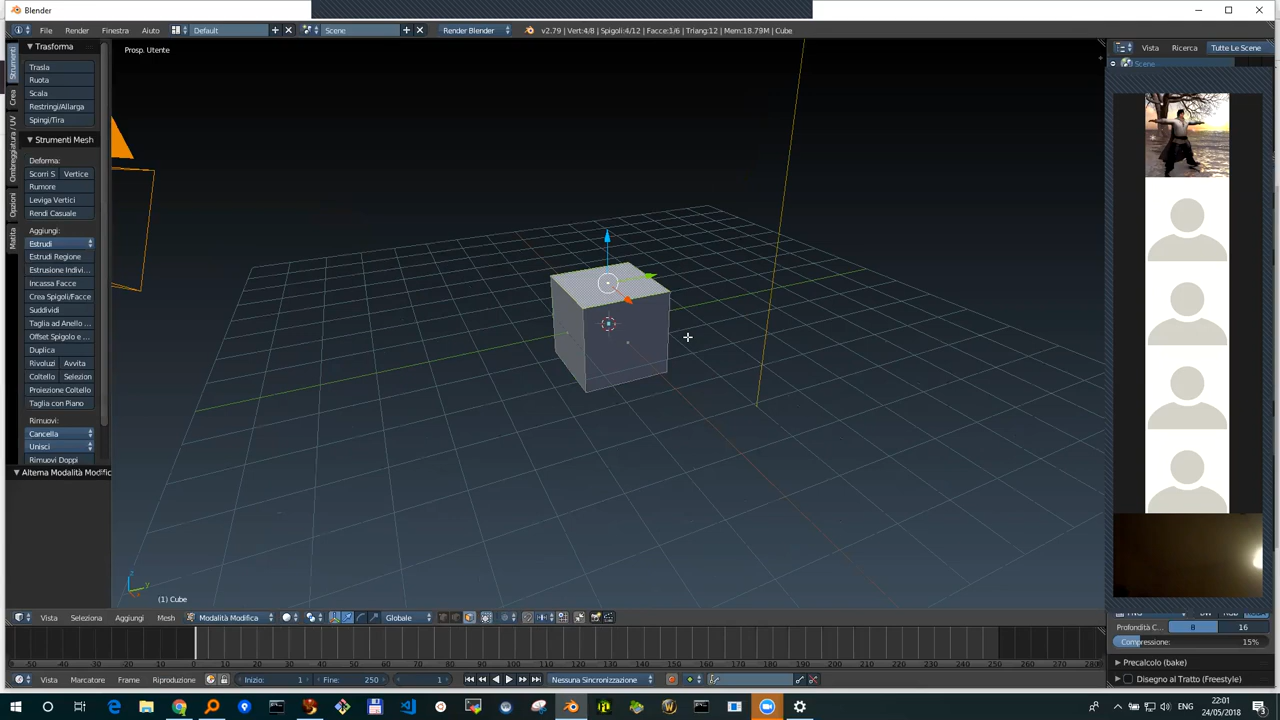 Blender
File Render Finestra Aiuto Default Scene Render Blender v2.79 | Vert:4/8 | Spigoli:4/12 | Facce:1/6 | Triang:12 | Mem:18.79M | Cube
Vista Ricerca Tutte Le Scene
Scene
Prosp. Utente
Strumenti
Crea
Ombreggiatura / UV
Opzioni
Matita
Trasforma
Trasla
Ruota
Scala
Restringi/Allarga
Spingi/Tira
Strumenti Mesh
Deforma:
Scorri S Vertice
Rumore
Leviga Vertici
Rendi Casuale
Aggiungi:
Estrudi
Estrudi Regione
Estrusione Indivi...
Incassa Facce
Crea Spigoli/Facce
Suddividi
Taglia ad Anello ...
Offset Spigolo e ...
Duplica
Rivoluzi Avvita
Coltello Selezion
Proiezione Coltello
Taglia con Piano
Rimuovi:
Cancella
Unisci
Rimuovi Doppi
Alterna Modalità Modific
z
y
(1) Cube
Vista Seleziona Aggiungi Mesh Modalità Modifica Globale
Profondità C... 8 16
Compressione: 15%
Precalcolo (bake)
Disegno al Tratto (Freestyle)
-50 -40 -30 -20 -10 0 10 20 30 40 50 60 70 80 90 100 110 120 130 140 150 160 170 180 190 200 210 220 230 240 250 260 270 280
Vista Marcatore Frame Riproduzione Inizio: 1 Fine: 250 1 Nessuna Sincronizzazione
ENG 22:01
24/05/2018